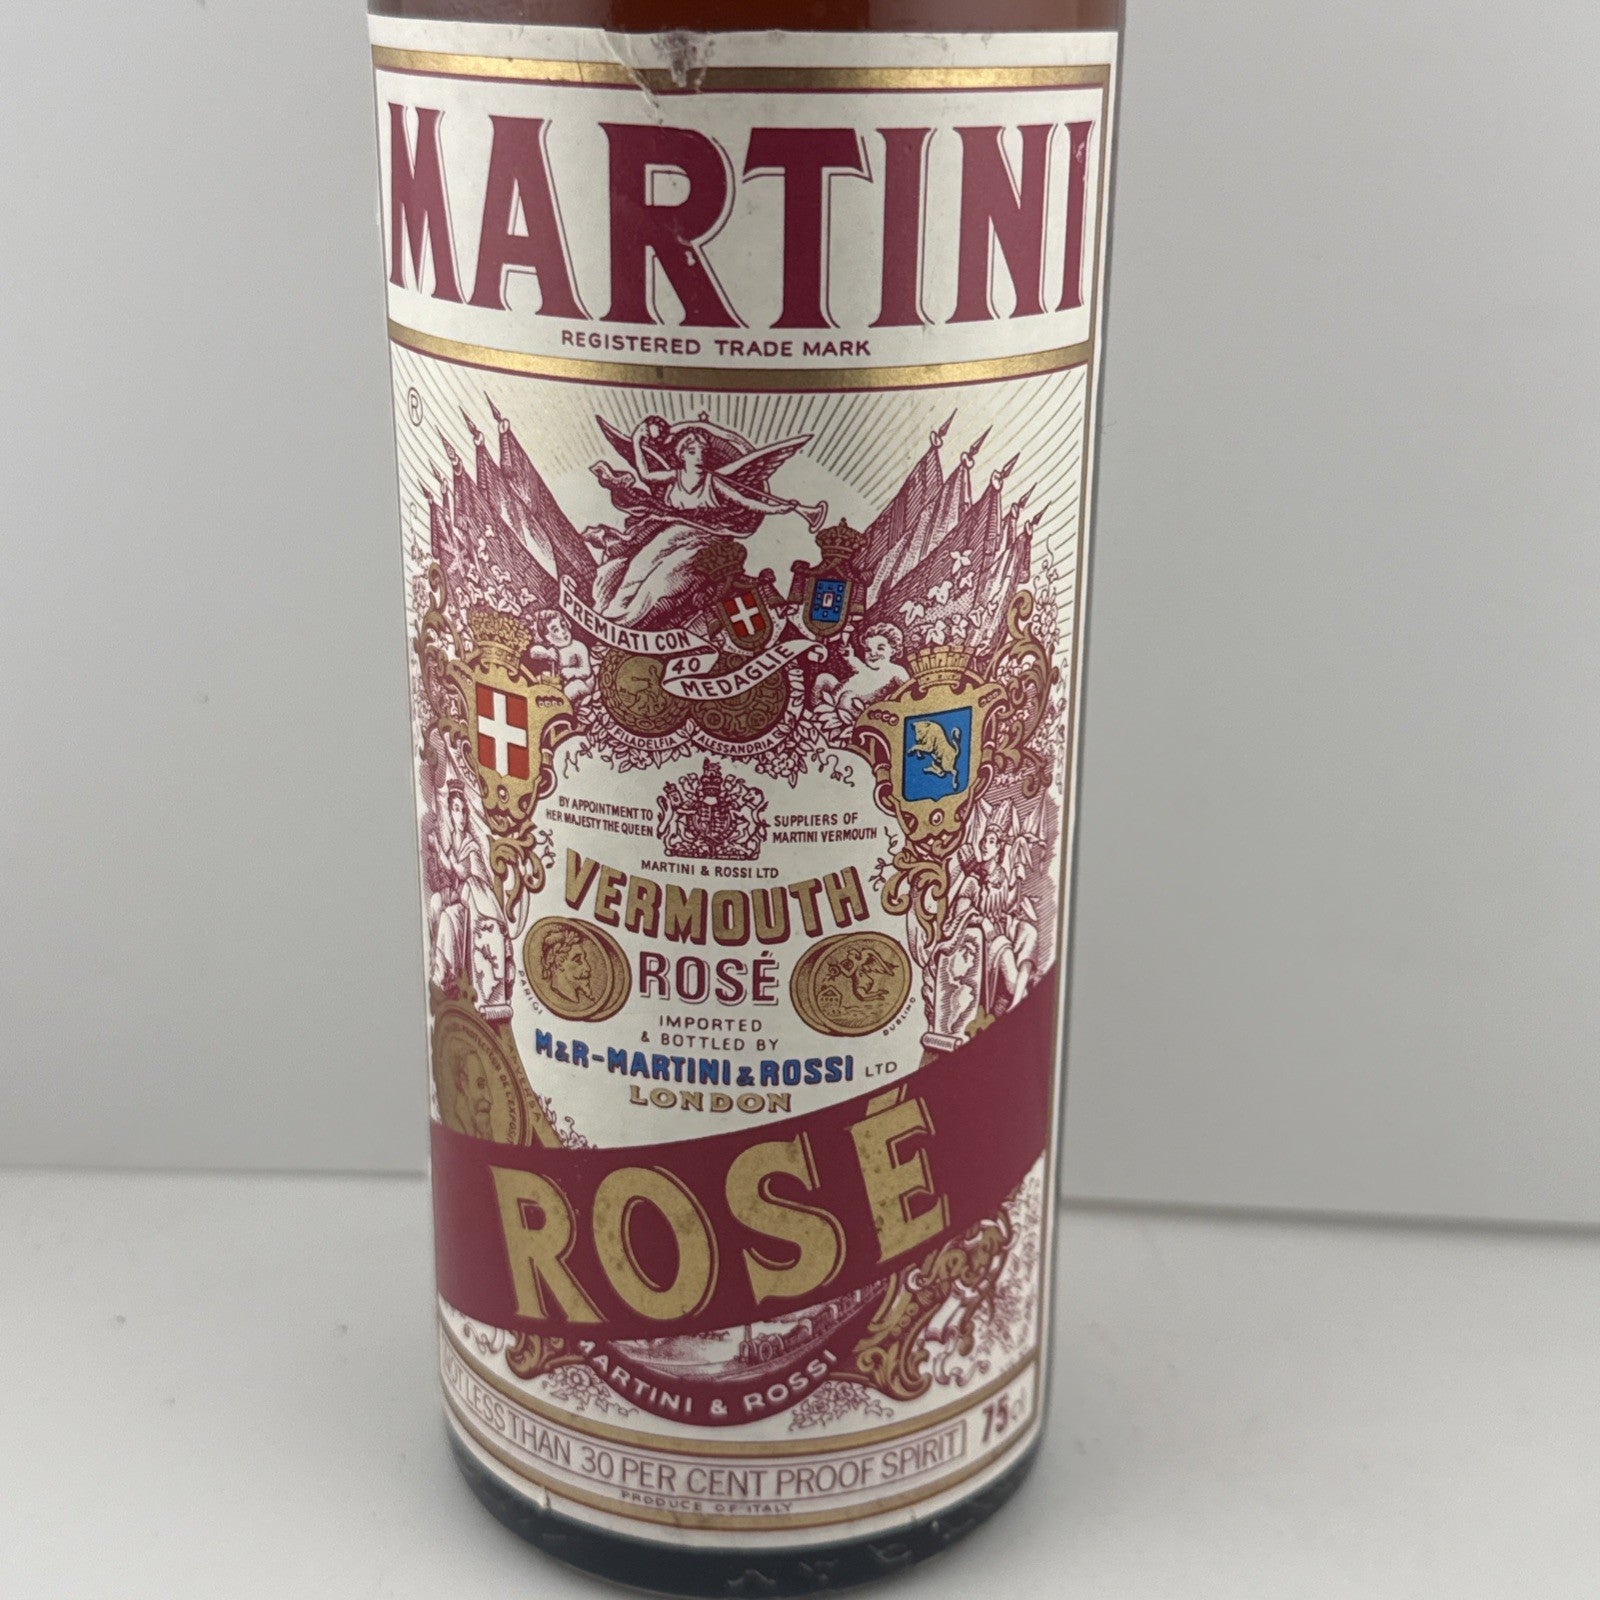 MARTINI
REGISTERED TRADE MARK
®
PREMIATI CON
40
MEDAGLIE
FILADELFIA
ALESSANDRIA
BY APPOINTMENT TO
HER MAJESTY THE QUEEN
SUPPLIERS OF
MARTINI VERMOUTH
MARTINI & ROSSI LTD
VERMOUTH
ROSÉ
PARIGI
DUBLINO
IMPORTED
& BOTTLED BY
M&R-MARTINI & ROSSI LTD
LONDON
ROSÉ
MARTINI & ROSSI
NOT LESS THAN 30 PER CENT PROOF SPIRIT 75cl
PRODUCE OF ITALY